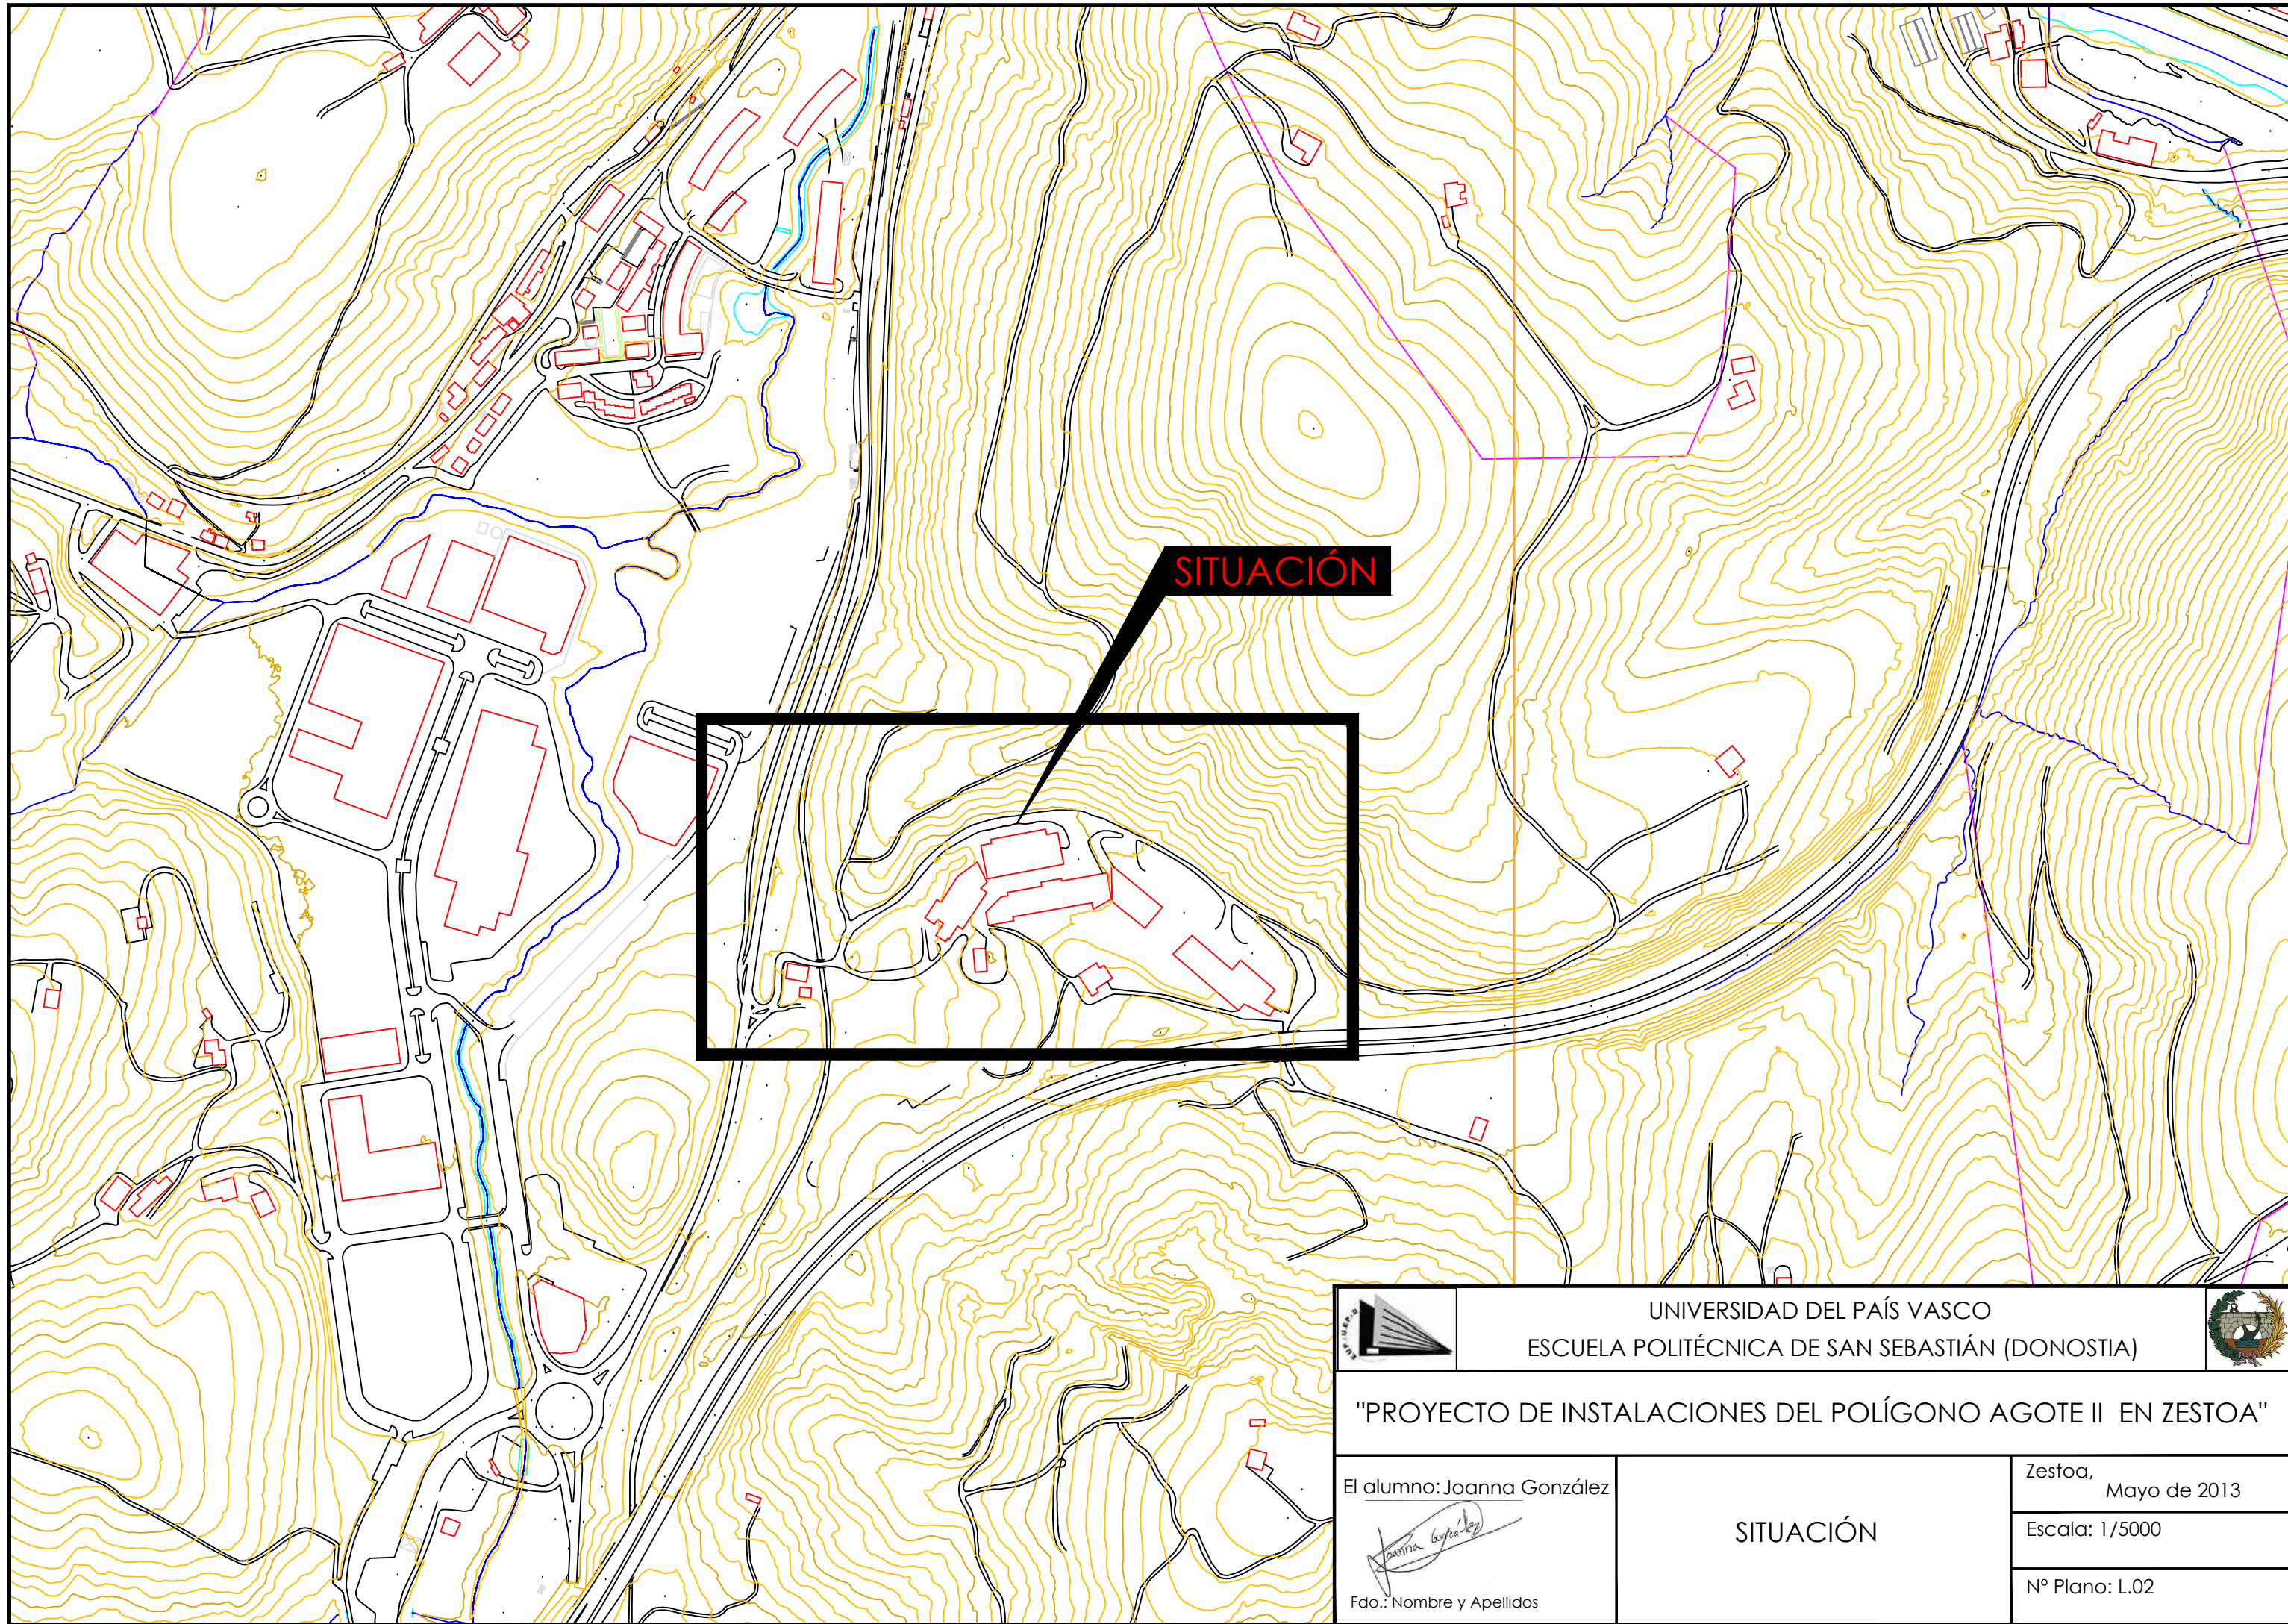 SITUACIÓN
UNIVERSIDAD DEL PAÍS VASCO
ESCUELA POLITÉCNICA DE SAN SEBASTIÁN (DONOSTIA)
"PROYECTO DE INSTALACIONES DEL POLÍGONO AGOTE II EN ZESTOA"
El alumno: Joanna González
Joanna González
Fdo.: Nombre y Apellidos
SITUACIÓN
Zestoa,
Mayo de 2013
Escala: 1/5000
Nº Plano: L.02